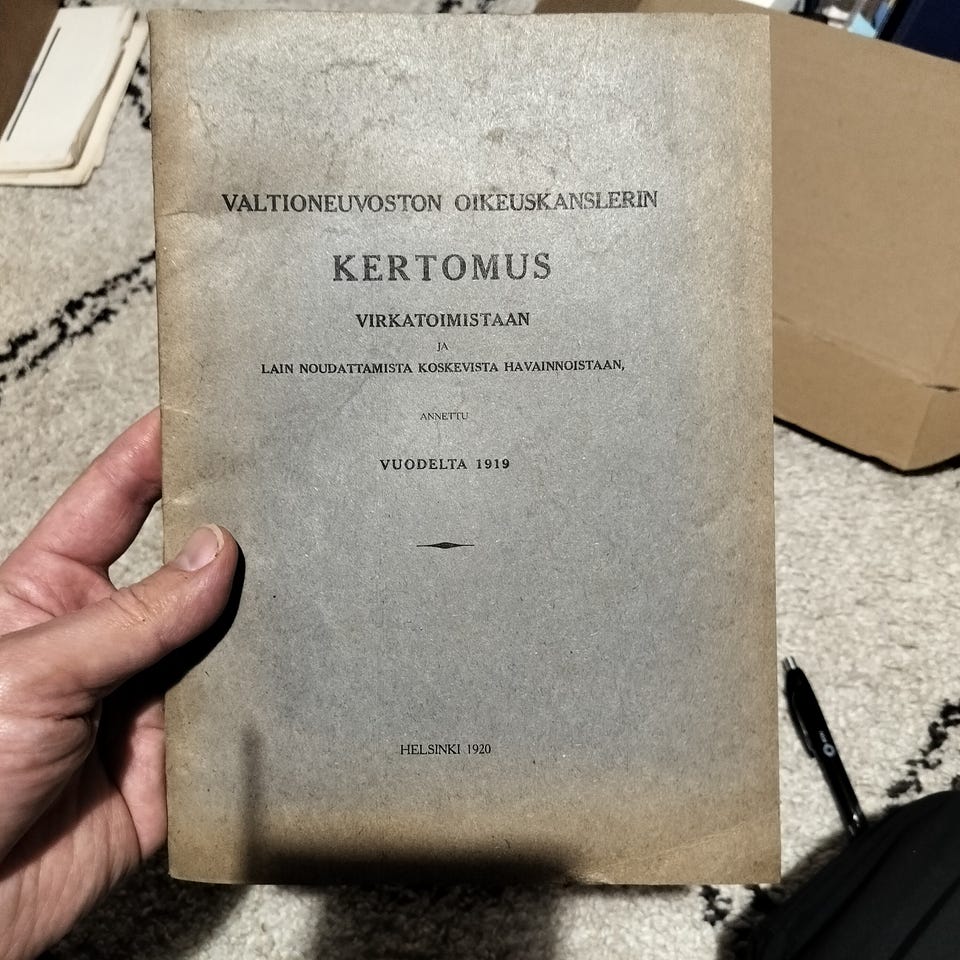 VALTIONEUVOSTON OIKEUSKANSLERIN
KERTOMUS
VIRKATOIMISTAAN
JA
LAIN NOUDATTAMISTA KOSKEVISTA HAVAINNOISTAAN,
ANNETTU
VUODELTA 1919
HELSINKI 1920